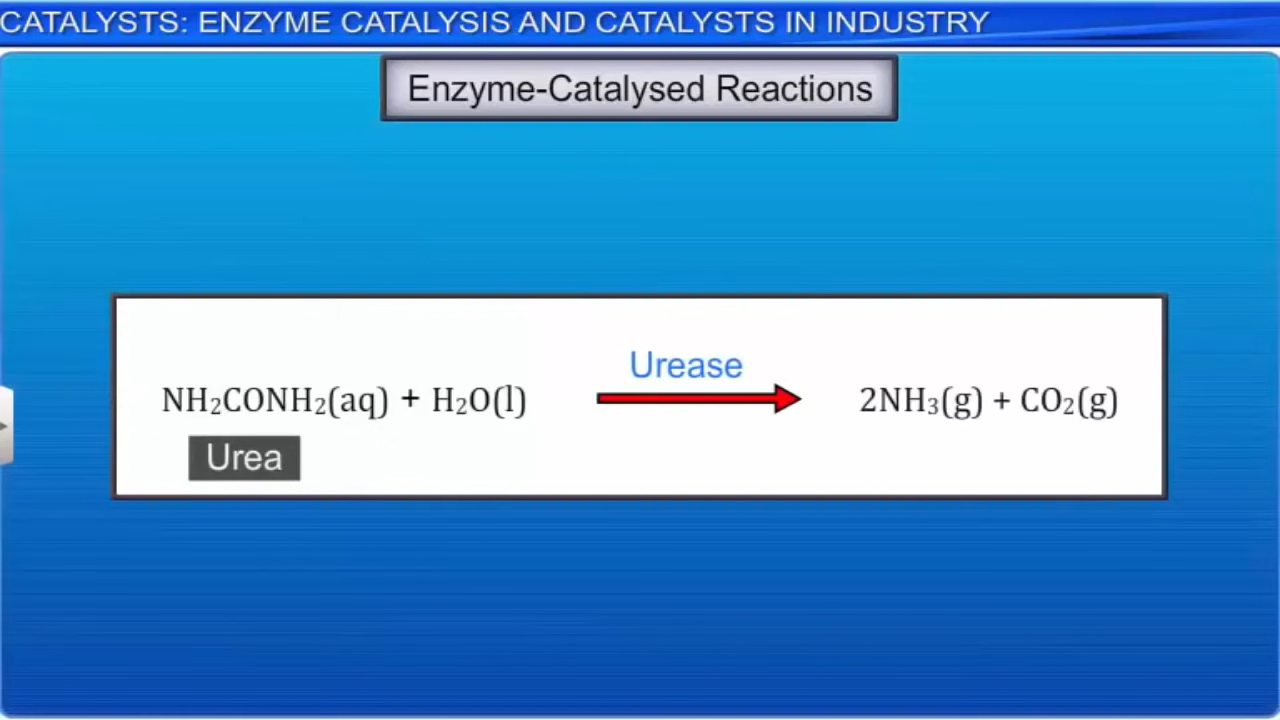 CATALYSTS: ENZYME CATALYSIS AND CATALYSTS IN INDUSTRY
Enzyme-Catalysed Reactions
Urease
NH₂CONH₂(aq) + H₂O(l) 2NH₃(g) + CO₂(g)
Urea